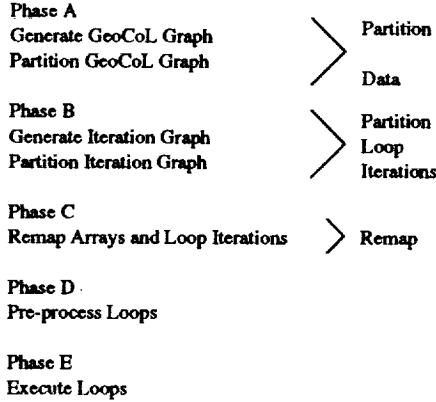 Phase A
Generate GeoCoL Graph
Partition GeoCoL Graph
Partition
Data
Phase B
Generate Iteration Graph
Partition Iteration Graph
Partition
Loop
Iterations
Phase C
Remap Arrays and Loop Iterations
Remap
Phase D
Pre-process Loops
Phase E
Execute Loops